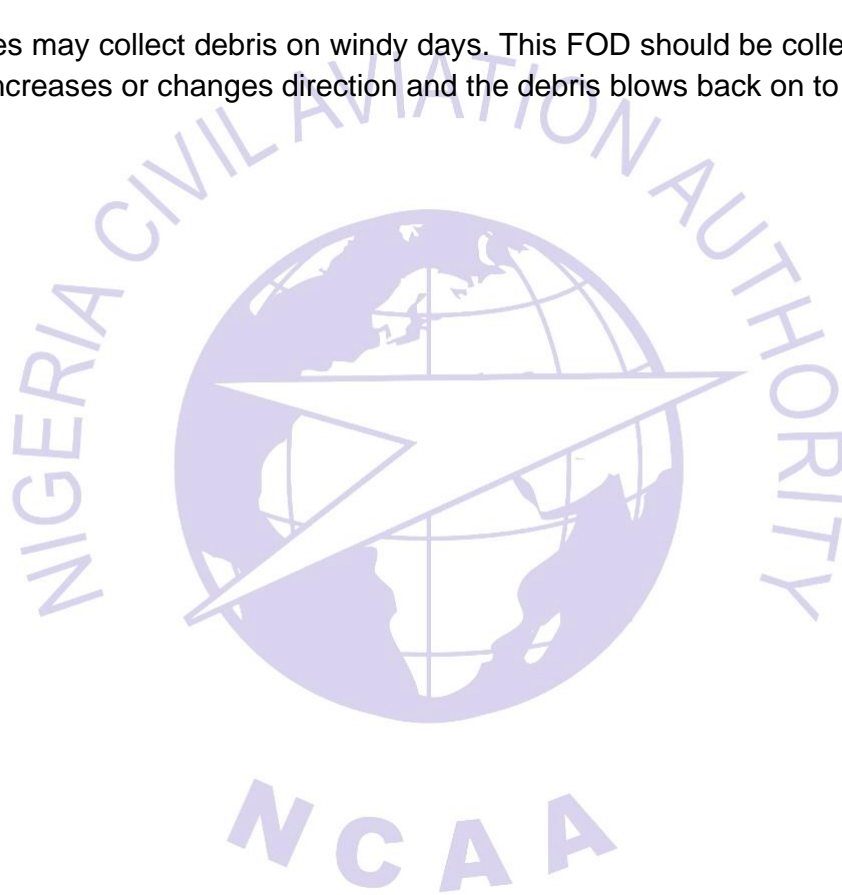 es may collect debris on windy days. This FOD should be colle
ncreases or changes direction and the debris blows back on to
NIGERIA CIVIL AVIATION AUTHORITY
NCAA